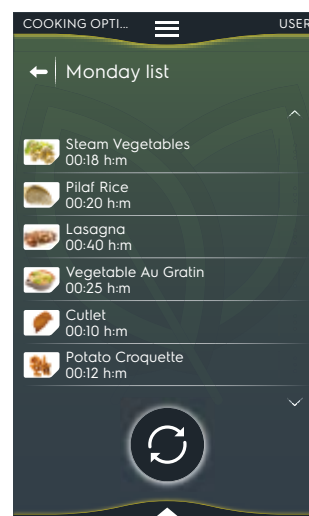 COOKING OPTI...
USER
Monday list
Steam Vegetables
00:18 h:m
Pilaf Rice
00:20 h:m
Lasagna
00:40 h:m
Vegetable Au Gratin
00:25 h:m
Cutlet
00:10 h:m
Potato Croquette
00:12 h:m